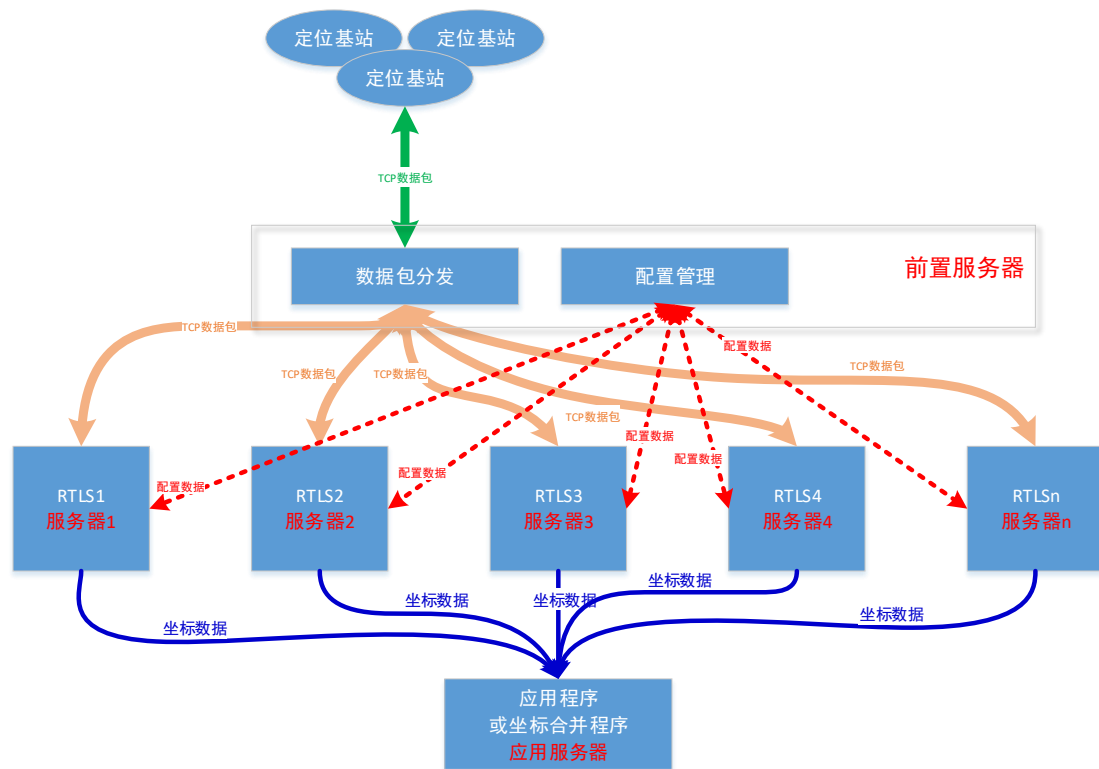 定位基站
定位基站
定位基站
TCP数据包
数据包分发
配置管理
前置服务器
TCP数据包
配置数据
TCP数据包
TCP数据包
TCP数据包
TCP数据包
配置数据
配置数据
配置数据
配置数据
RTLS1
服务器1
RTLS2
服务器2
RTLS3
服务器3
RTLS4
服务器4
RTLSn
服务器n
坐标数据
坐标数据
坐标数据
坐标数据
坐标数据
应用程序
或坐标合并程序
应用服务器